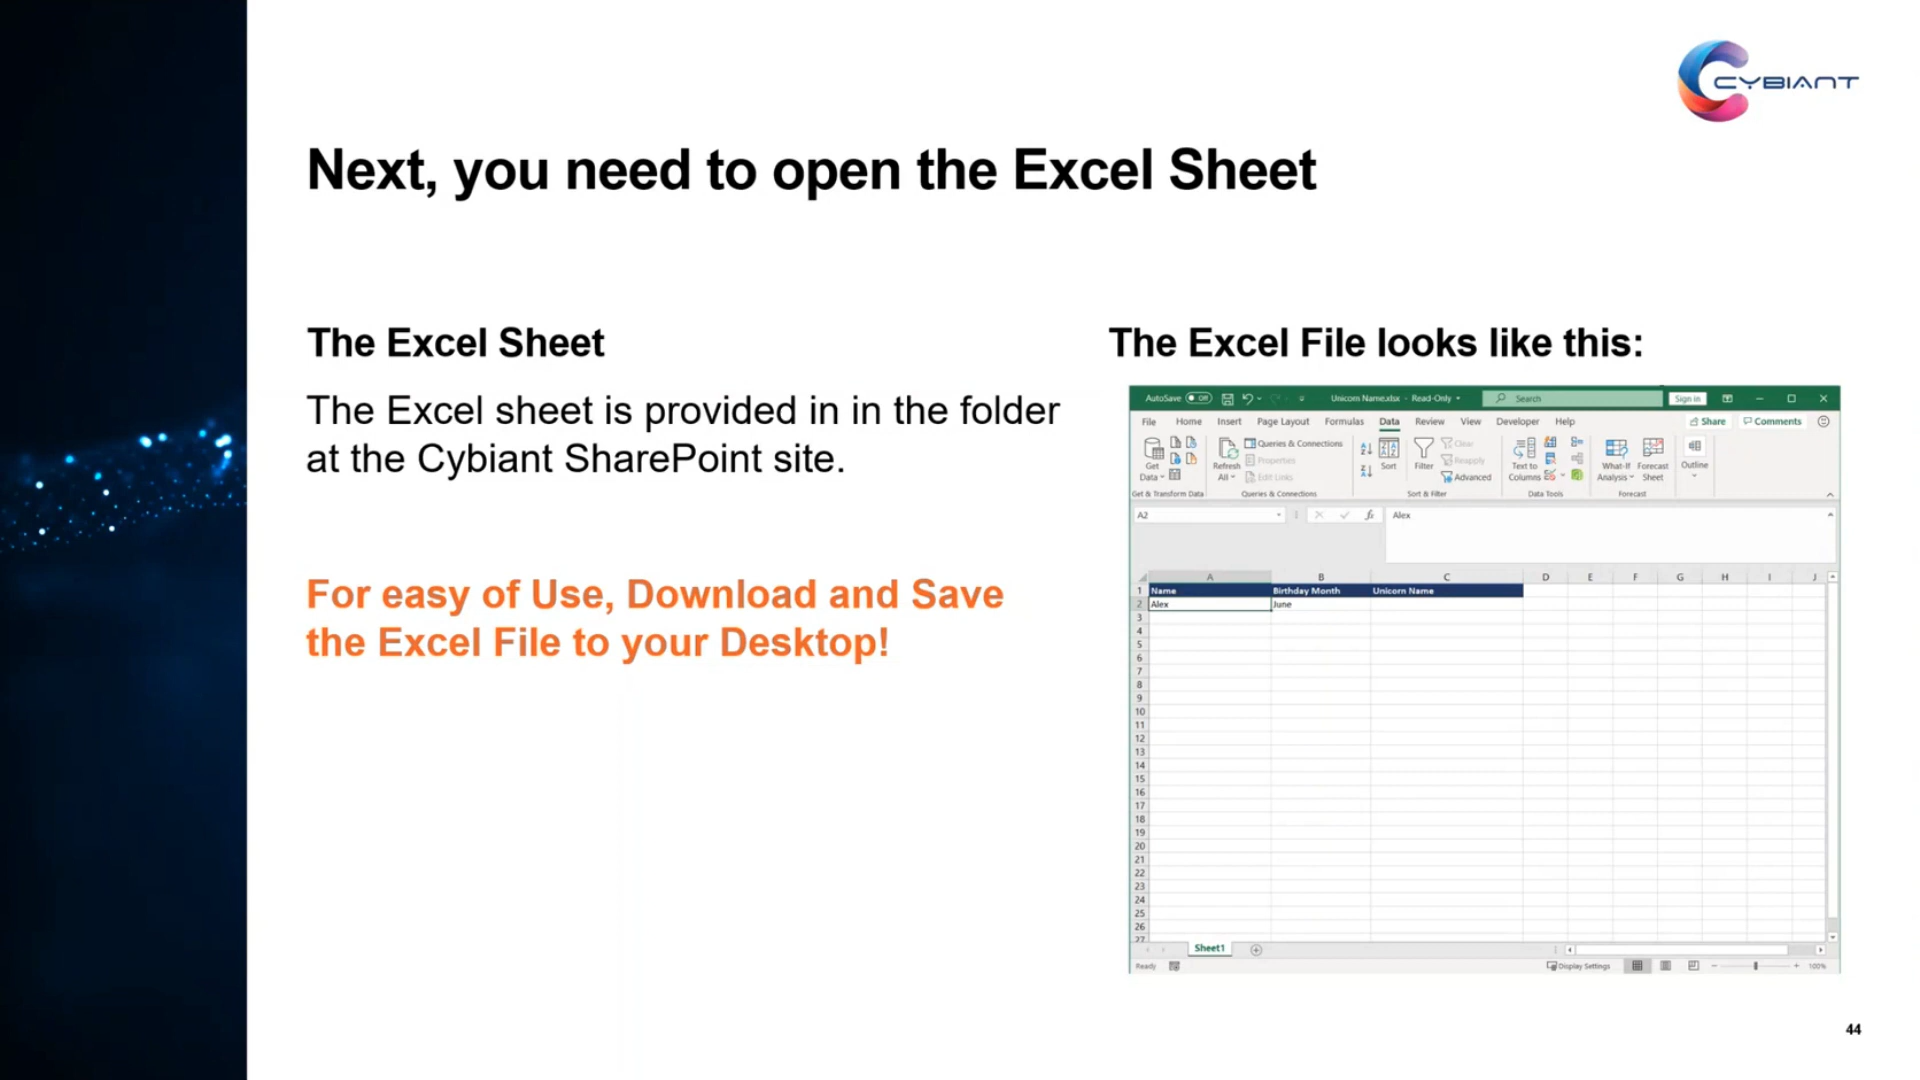 CYBIANT
Next, you need to open the Excel Sheet
The Excel Sheet
The Excel sheet is provided in in the folder
at the Cybiant SharePoint site.
For easy of Use, Download and Save
the Excel File to your Desktop!
The Excel File looks like this:
AutoSave Off Unicorn Name.xlsx - Read-Only Search Sign in
File Home Insert Page Layout Formulas Data Review View Developer Help Share Comments
Get Data Refresh All Queries & Connections Properties Edit Links Sort Filter Clear Reapply Advanced Text to Columns What-If Analysis Forecast Sheet Outline
Get & Transform Data Queries & Connections Sort & Filter Data Tools Forecast
A2 fx Alex
A B C D E F G H I J
1 Name Birthday Month Unicorn Name
2 Alex June
3
4
5
6
7
8
9
10
11
12
13
14
15
16
17
18
19
20
21
22
23
24
25
26
27
Sheet1
Ready Display Settings 100%
44